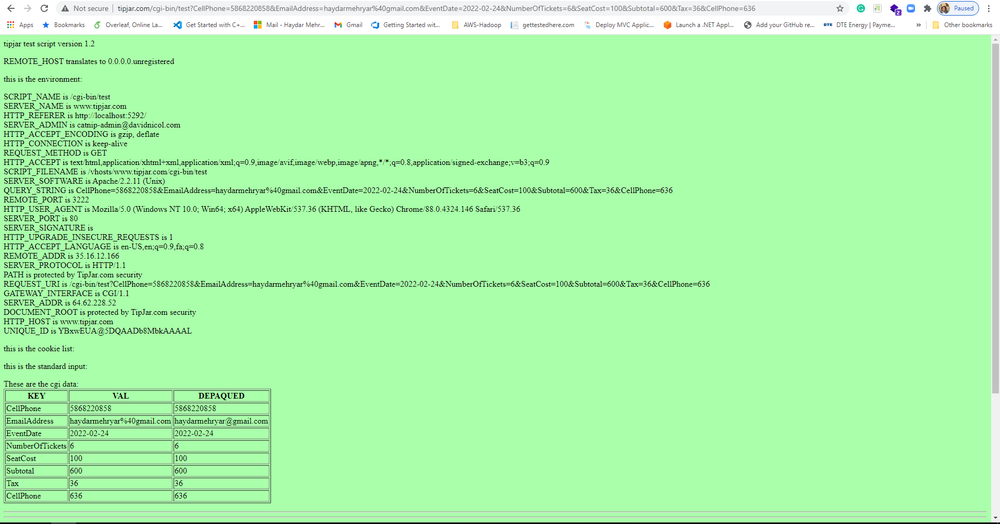 Not secure | tipjar.com/cgi-bin/test?CellPhone=5868220858&EmailAddress=haydarmehryar%40gmail.com&EventDate=2022-02-24&NumberOfTickets=6&SeatCost=100&Subtotal=600&Tax=36&CellPhone=636 2 Paused
Apps Bookmarks Overleaf, Online La... Get Started with C+... Mail - Haydar Mehr... Gmail Getting Started wit... AWS-Hadoop gettestedhere.com Deploy MVC Applic... Launch a .NET Appl... Add your GitHub re... DTE DTE Energy | Payme... » Other bookmarks
tipjar test script version 1.2
REMOTE_HOST translates to 0.0.0.0.unregistered
this is the environment:
SCRIPT_NAME is /cgi-bin/test
SERVER_NAME is www.tipjar.com
HTTP_REFERER is http://localhost:5292/
SERVER_ADMIN is catnip-admin@davidnicol.com
HTTP_ACCEPT_ENCODING is gzip, deflate
HTTP_CONNECTION is keep-alive
REQUEST_METHOD is GET
HTTP_ACCEPT is text/html,application/xhtml+xml,application/xml;q=0.9,image/avif,image/webp,image/apng,*/*;q=0.8,application/signed-exchange;v=b3;q=0.9
SCRIPT_FILENAME is /vhosts/www.tipjar.com/cgi-bin/test
SERVER_SOFTWARE is Apache/2.2.11 (Unix)
QUERY_STRING is CellPhone=5868220858&EmailAddress=haydarmehryar%40gmail.com&EventDate=2022-02-24&NumberOfTickets=6&SeatCost=100&Subtotal=600&Tax=36&CellPhone=636
REMOTE_PORT is 3222
HTTP_USER_AGENT is Mozilla/5.0 (Windows NT 10.0; Win64; x64) AppleWebKit/537.36 (KHTML, like Gecko) Chrome/88.0.4324.146 Safari/537.36
SERVER_PORT is 80
SERVER_SIGNATURE is
HTTP_UPGRADE_INSECURE_REQUESTS is 1
HTTP_ACCEPT_LANGUAGE is en-US,en;q=0.9,fa;q=0.8
REMOTE_ADDR is 35.16.12.166
SERVER_PROTOCOL is HTTP/1.1
PATH is protected by TipJar.com security
REQUEST_URI is /cgi-bin/test?CellPhone=5868220858&EmailAddress=haydarmehryar%40gmail.com&EventDate=2022-02-24&NumberOfTickets=6&SeatCost=100&Subtotal=600&Tax=36&CellPhone=636
GATEWAY_INTERFACE is CGI/1.1
SERVER_ADDR is 64.62.228.52
DOCUMENT_ROOT is protected by TipJar.com security
HTTP_HOST is www.tipjar.com
UNIQUE_ID is YBxwEUA@5DQAADb8MbkAAAAL
this is the cookie list:
this is the standard input:
These are the cgi data:
KEY VAL DEPAQUED
CellPhone 5868220858 5868220858
EmailAddress haydarmehryar%40gmail.com haydarmehryar@gmail.com
EventDate 2022-02-24 2022-02-24
NumberOfTickets 6 6
SeatCost 100 100
Subtotal 600 600
Tax 36 36
CellPhone 636 636